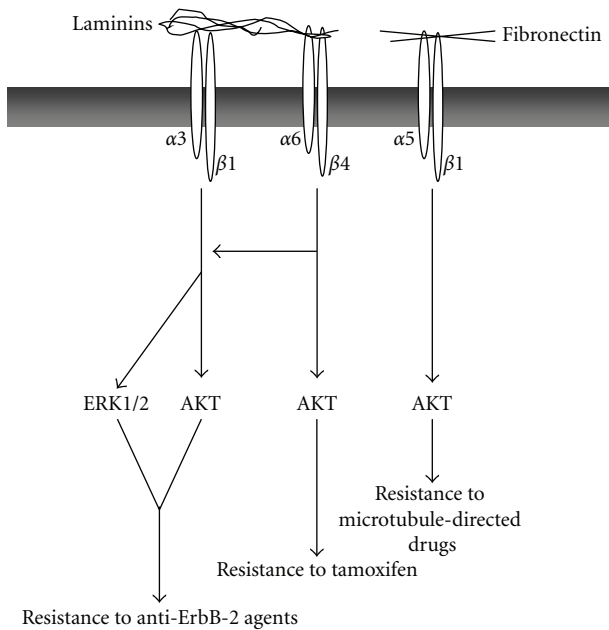 Laminins
Fibronectin
α3
β1
α6
β4
α5
β1
ERK1/2
AKT
AKT
AKT
Resistance to
microtubule-directed
drugs
Resistance to tamoxifen
Resistance to anti-ErbB-2 agents